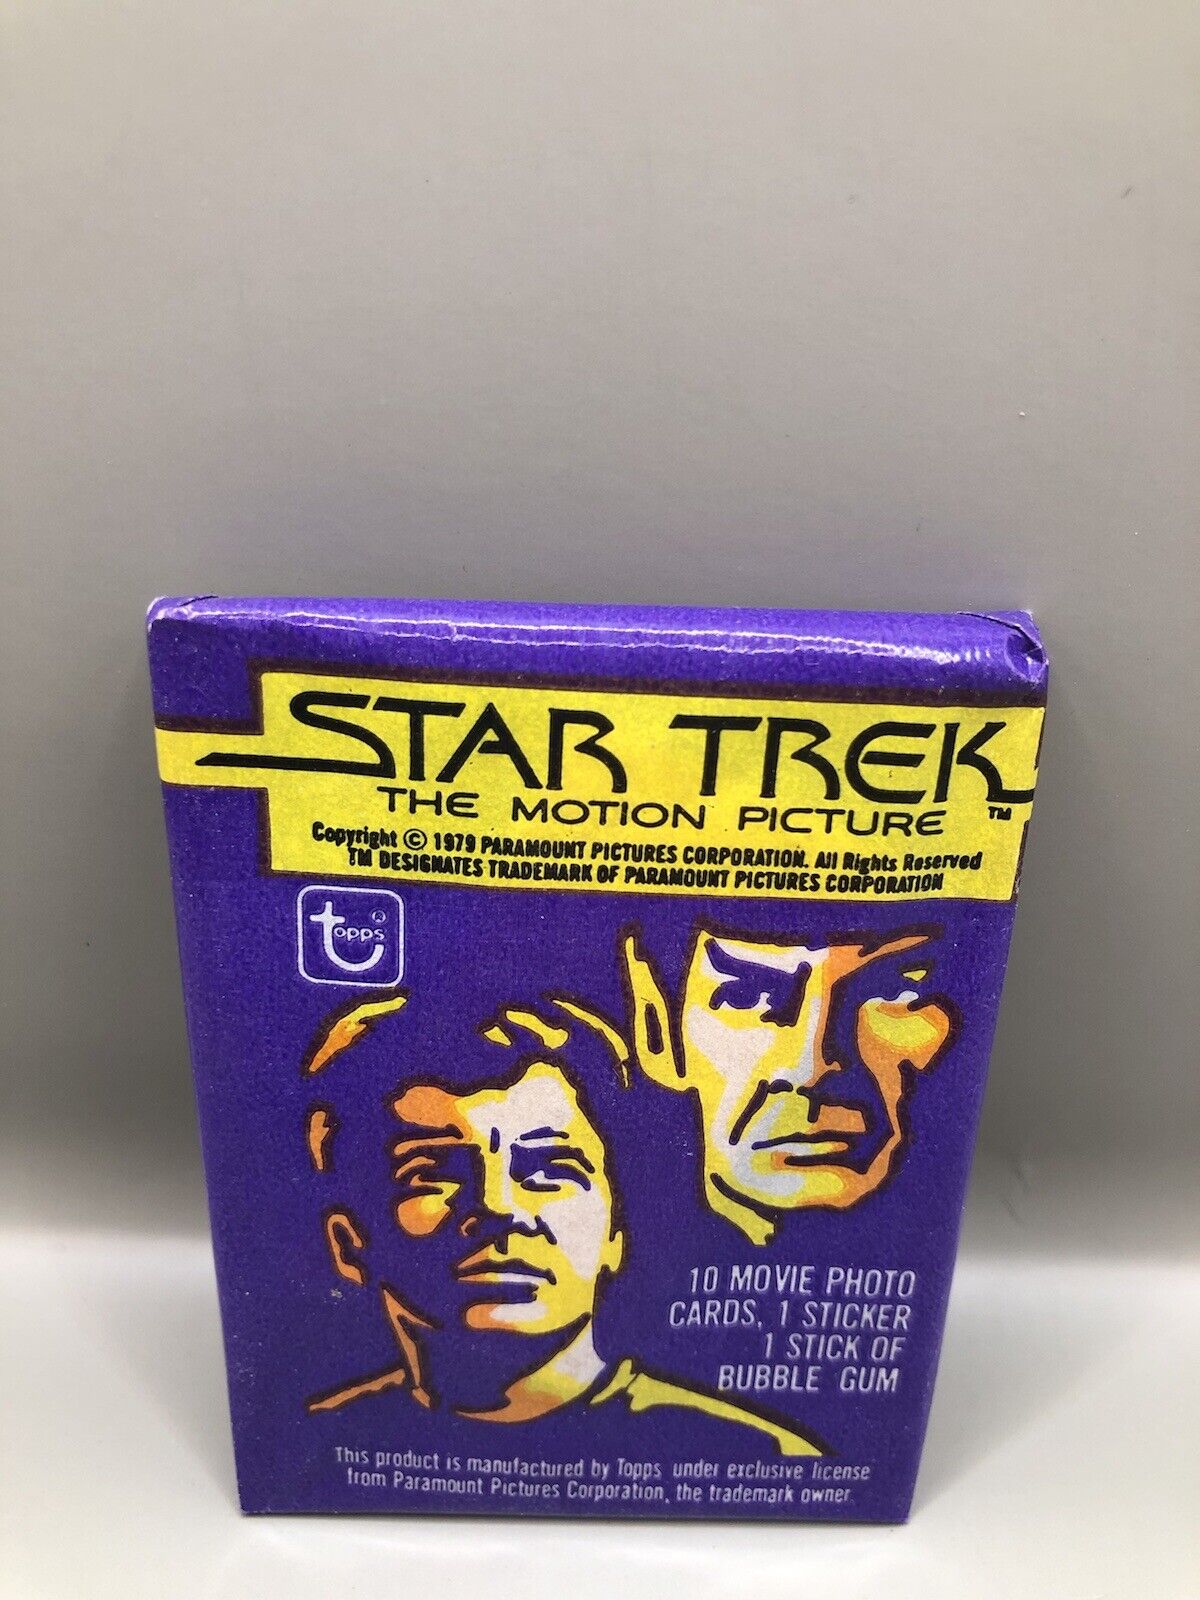 STAR TREK ™
THE MOTION PICTURE
Copyright © 1979 PARAMOUNT PICTURES CORPORATION. All Rights Reserved
TM DESIGNATES TRADEMARK OF PARAMOUNT PICTURES CORPORATION
topps ®
10 MOVIE PHOTO
CARDS, 1 STICKER
1 STICK OF
BUBBLE GUM
This product is manufactured by Topps under exclusive license
from Paramount Pictures Corporation, the trademark owner.